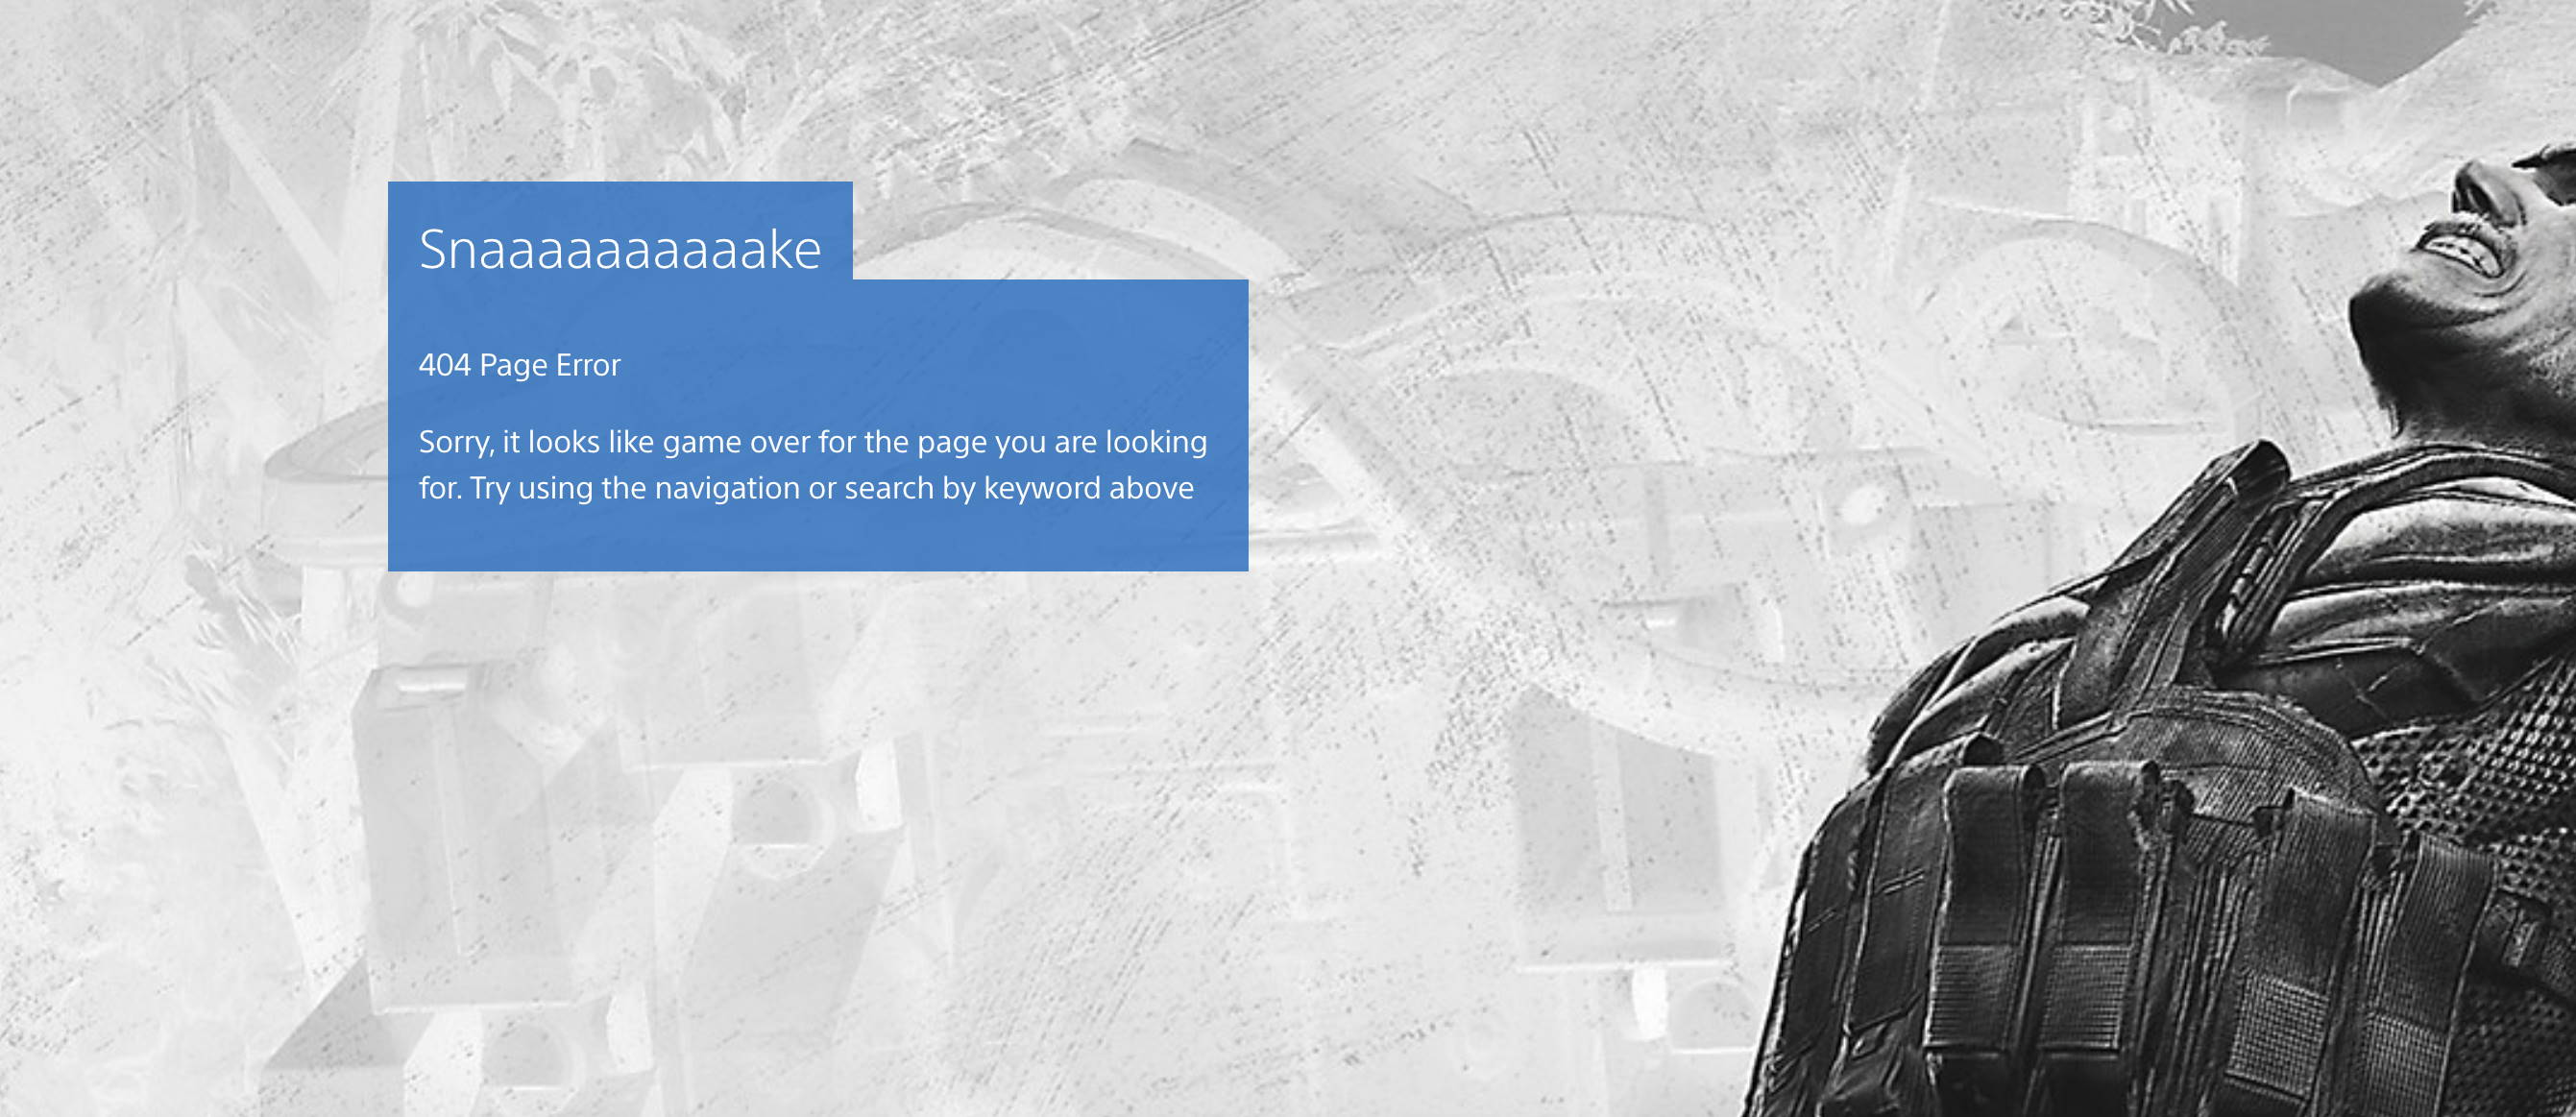 Snaaaaaaaaaake
404 Page Error
Sorry, it looks like game over for the page you are looking
for. Try using the navigation or search by keyword above